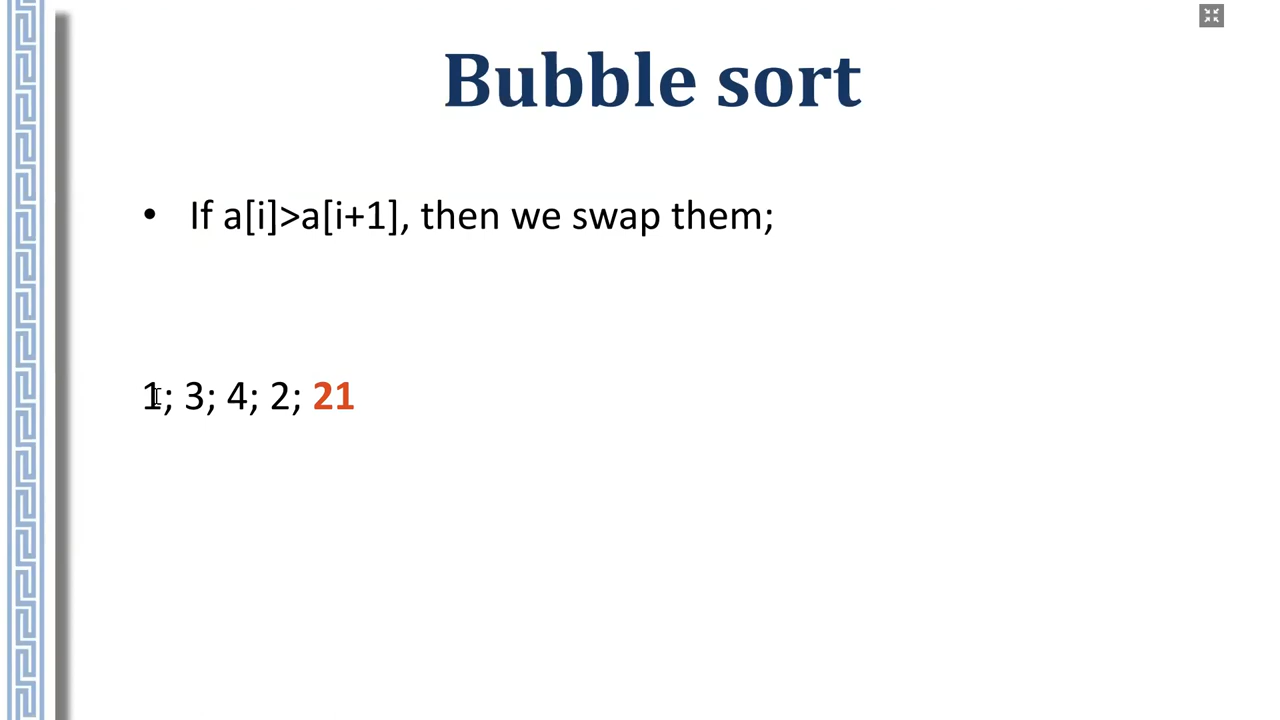 Bubble sort
• If a[i]>a[i+1], then we swap them;
1; 3; 4; 2; 21